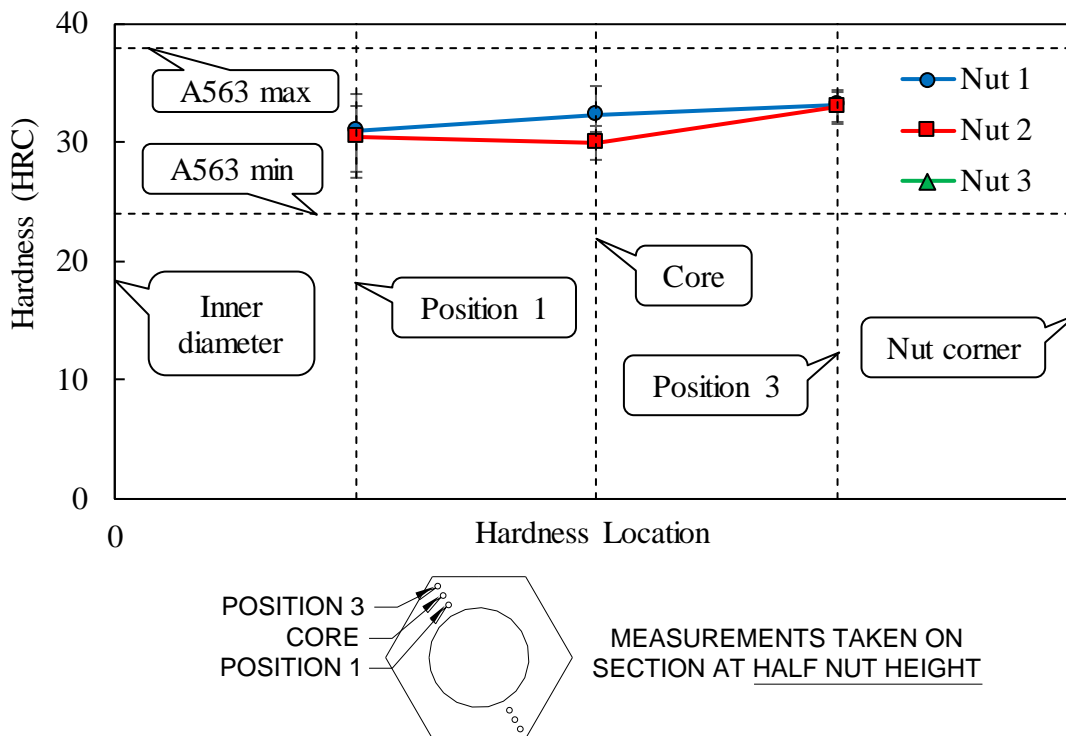 40
30
20
10
0
0
Hardness (HRC)
A563 max
A563 min
Nut 1
Nut 2
Nut 3
Inner
diameter
Position 1
Core
Position 3
Nut corner
Hardness Location
POSITION 3
CORE
POSITION 1
MEASUREMENTS TAKEN ON
SECTION AT HALF NUT HEIGHT